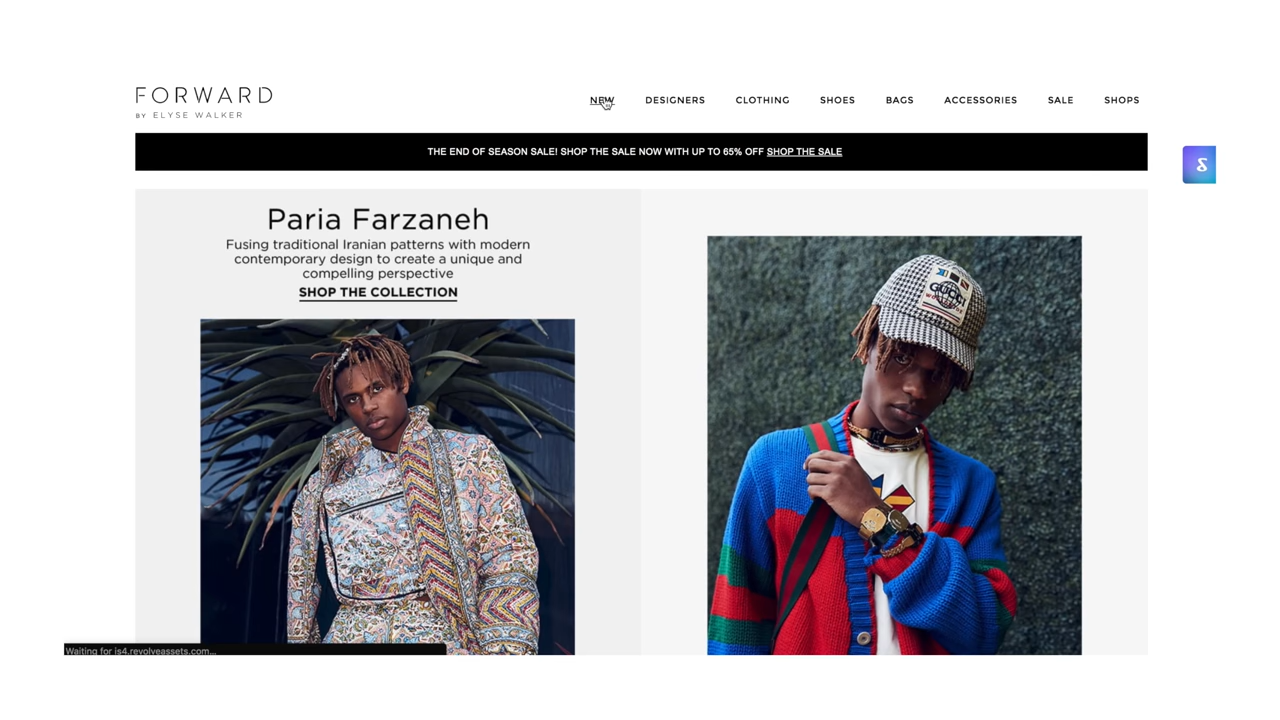 FORWARD
BY ELYSE WALKER
NEW DESIGNERS CLOTHING SHOES BAGS ACCESSORIES SALE SHOPS
THE END OF SEASON SALE! SHOP THE SALE NOW WITH UP TO 65% OFF SHOP THE SALE
Paria Farzaneh
Fusing traditional Iranian patterns with modern
contemporary design to create a unique and
compelling perspective
SHOP THE COLLECTION
GUCCI
Waiting for is4.revolveassets.com...